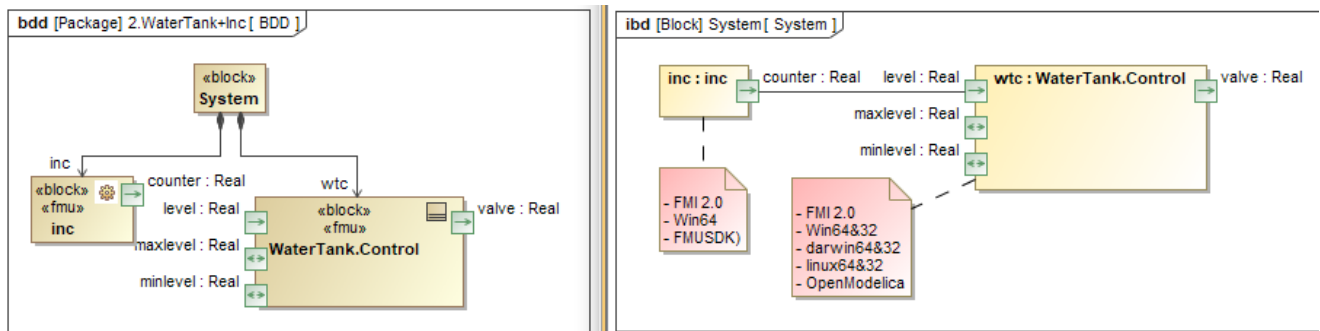 bdd [Package] 2.WaterTank+Inc [ BDD ]
«block»
System
inc
wtc
«block»
«fmu»
inc
counter : Real
level : Real
maxlevel : Real
minlevel : Real
«block»
«fmu»
WaterTank.Control
valve : Real
ibd [Block] System [ System ]
inc : inc
counter : Real
level : Real
maxlevel : Real
minlevel : Real
wtc : WaterTank.Control
valve : Real
- FMI 2.0
- Win64
- FMUSDK)
- FMI 2.0
- Win64&32
- darwin64&32
- linux64&32
- OpenModelica